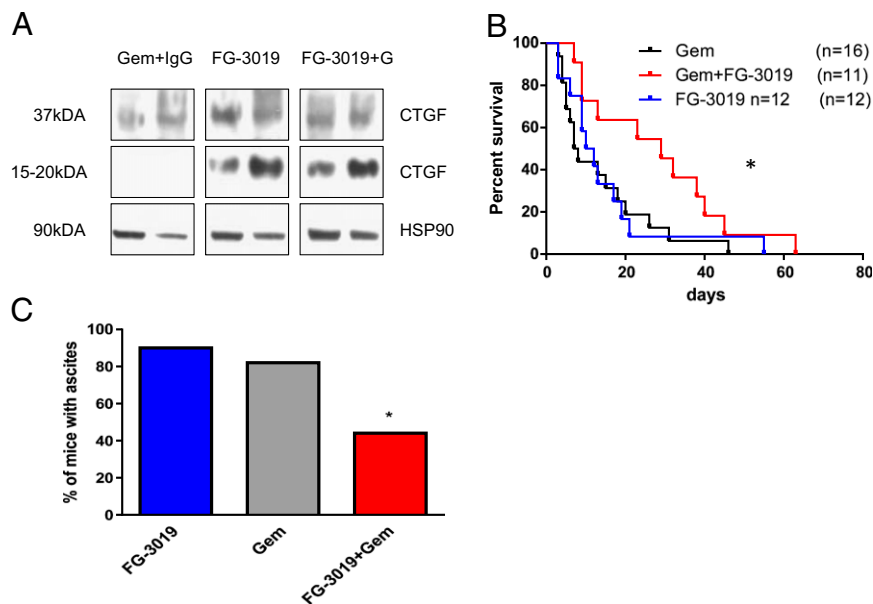 A
Gem+IgG FG-3019 FG-3019+G
37kDA CTGF
15-20kDA CTGF
90kDA HSP90
B
Percent survival
100
80
60
40
20
0
Gem (n=16)
Gem+FG-3019 (n=11)
FG-3019 n=12 (n=12)
*
0 20 40 60 80
days
C
% of mice with ascites
100
80
60
40
20
0
*
FG-3019 Gem FG-3019+Gem